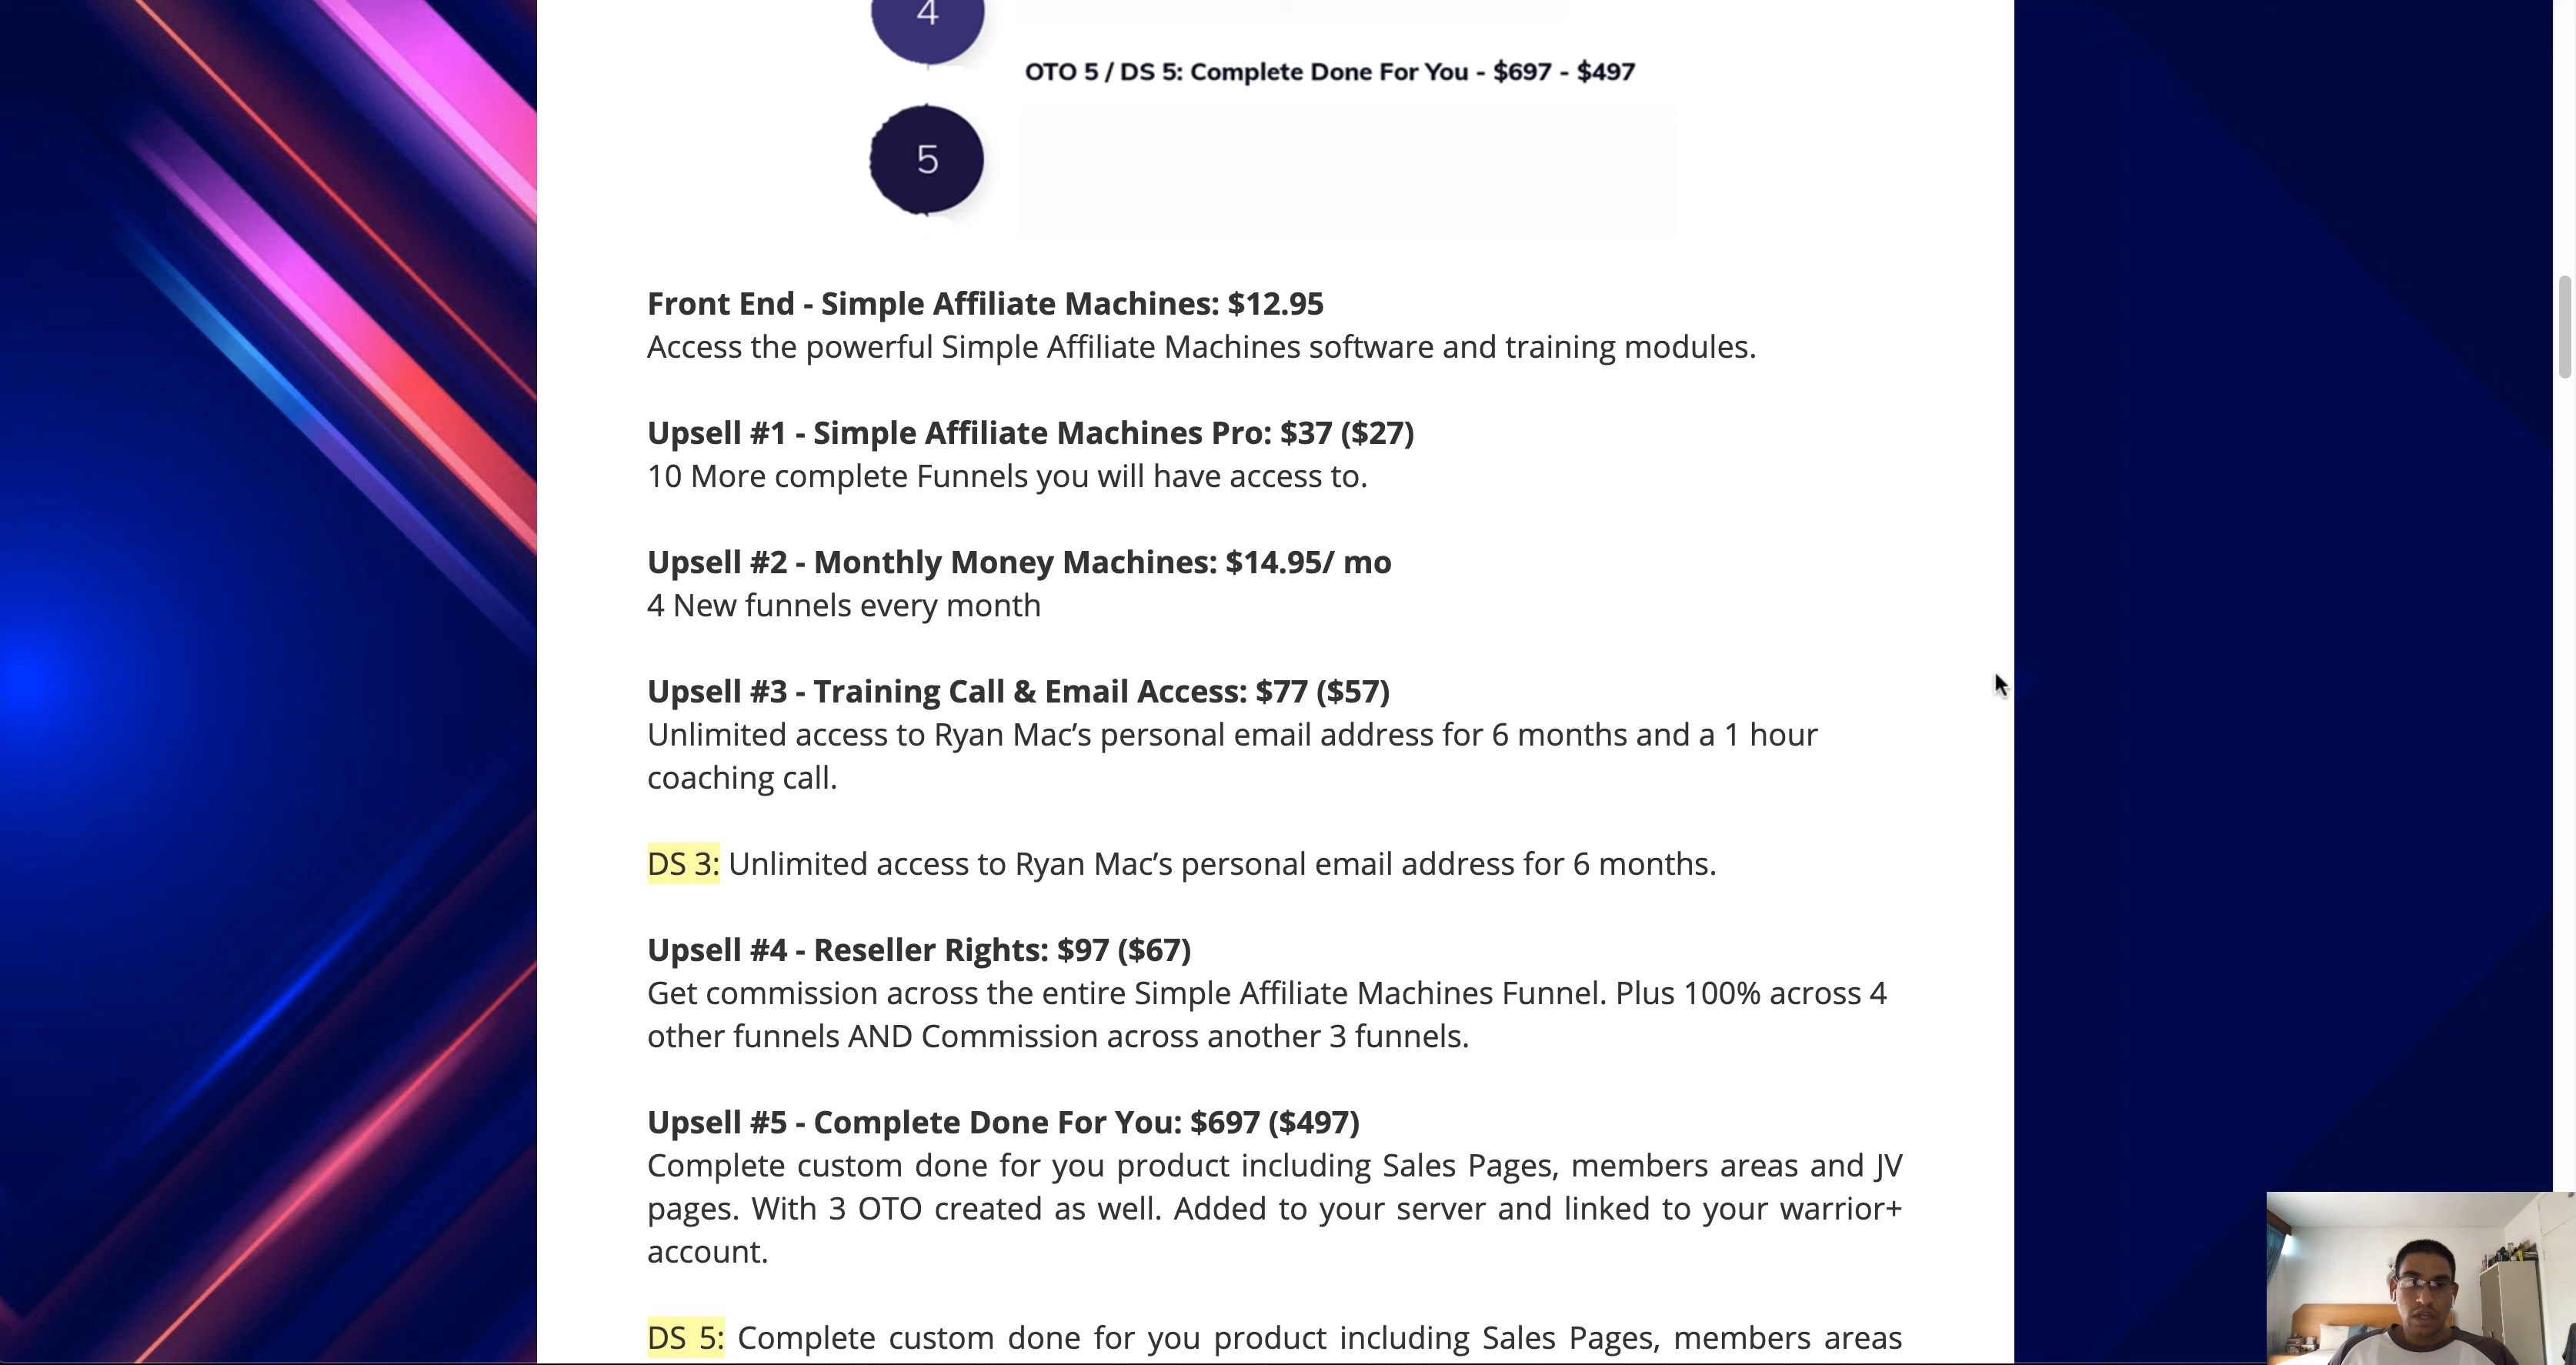 4
OTO 5 / DS 5: Complete Done For You - $697 - $497
5
Front End - Simple Affiliate Machines: $12.95
Access the powerful Simple Affiliate Machines software and training modules.
Upsell #1 - Simple Affiliate Machines Pro: $37 ($27)
10 More complete Funnels you will have access to.
Upsell #2 - Monthly Money Machines: $14.95/ mo
4 New funnels every month
Upsell #3 - Training Call & Email Access: $77 ($57)
Unlimited access to Ryan Mac’s personal email address for 6 months and a 1 hour
coaching call.
DS 3: Unlimited access to Ryan Mac’s personal email address for 6 months.
Upsell #4 - Reseller Rights: $97 ($67)
Get commission across the entire Simple Affiliate Machines Funnel. Plus 100% across 4
other funnels AND Commission across another 3 funnels.
Upsell #5 - Complete Done For You: $697 ($497)
Complete custom done for you product including Sales Pages, members areas and JV
pages. With 3 OTO created as well. Added to your server and linked to your warrior+
account.
DS 5: Complete custom done for you product including Sales Pages, members areas